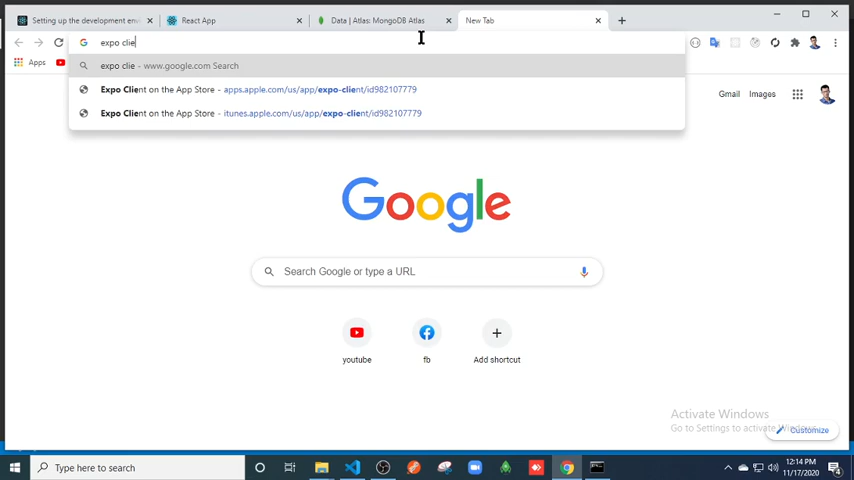 Setting up the development envi
React App
Data | Atlas: MongoDB Atlas
New Tab
expo clie
Apps
expo clie - www.google.com Search
Expo Client on the App Store - apps.apple.com/us/app/expo-client/id982107779
Expo Client on the App Store - itunes.apple.com/us/app/expo-client/id982107779
Gmail Images
Google
Search Google or type a URL
youtube
fb
Add shortcut
Activate Windows
Go to Settings to activate Windows.
Customize
Type here to search
12:14 PM
11/17/2020
4